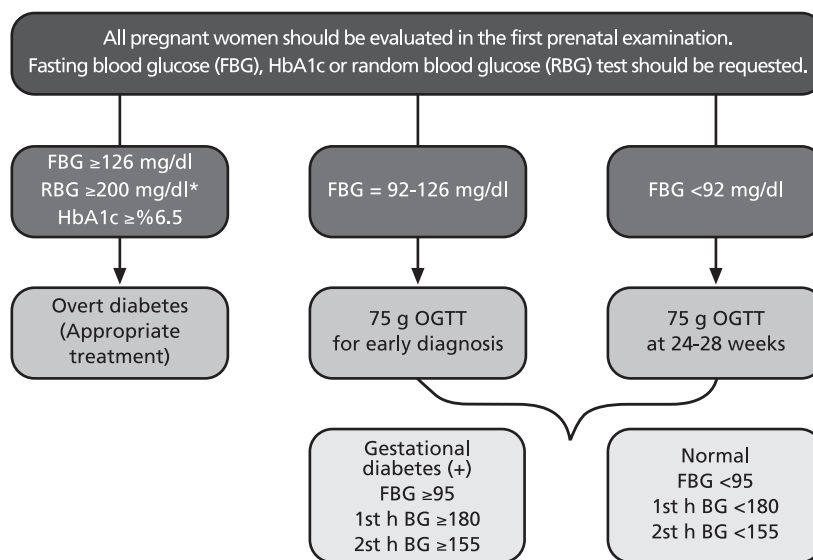 All pregnant women should be evaluated in the first prenatal examination.
Fasting blood glucose (FBG), HbA1c or random blood glucose (RBG) test should be requested.
FBG ≥126 mg/dl
RBG ≥200 mg/dl*
HbA1c ≥%6.5
FBG = 92-126 mg/dl
FBG <92 mg/dl
Overt diabetes
(Appropriate
treatment)
75 g OGTT
for early diagnosis
75 g OGTT
at 24-28 weeks
Gestational
diabetes (+)
FBG ≥95
1st h BG ≥180
2st h BG ≥155
Normal
FBG <95
1st h BG <180
2st h BG <155